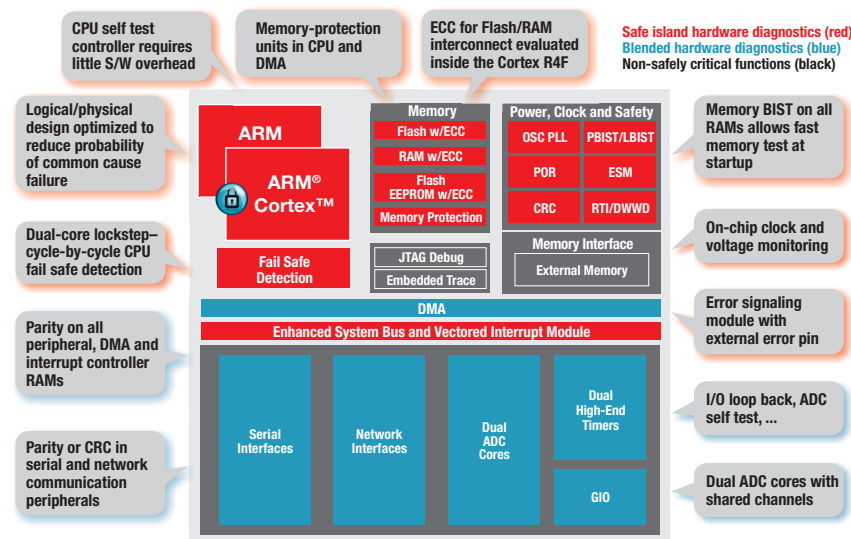 CPU self test
controller requires
little S/W overhead
Memory-protection
units in CPU and
DMA
ECC for Flash/RAM
interconnect evaluated
inside the Cortex R4F
Safe island hardware diagnostics (red)
Blended hardware diagnostics (blue)
Non-safely critical functions (black)
Logical/physical
design optimized to
reduce probability
of common cause
failure
Dual-core lockstep–
cycle-by-cycle CPU
fail safe detection
Parity on all
peripheral, DMA and
interrupt controller
RAMs
Parity or CRC in
serial and network
communication
peripherals
ARM
ARM®
Cortex™
Fail Safe
Detection
Memory
Flash w/ECC
RAM w/ECC
Flash
EEPROM w/ECC
Memory Protection
JTAG Debug
Embedded Trace
Power, Clock and Safety
OSC PLL
PBIST/LBIST
POR
ESM
CRC
RTI/DWWD
Memory Interface
External Memory
DMA
Enhanced System Bus and Vectored Interrupt Module
Serial
Interfaces
Network
Interfaces
Dual
ADC
Cores
Dual
High-End
Timers
GIO
Memory BIST on all
RAMs allows fast
memory test at
startup
On-chip clock and
voltage monitoring
Error signaling
module with
external error pin
I/O loop back, ADC
self test, ...
Dual ADC cores with
shared channels